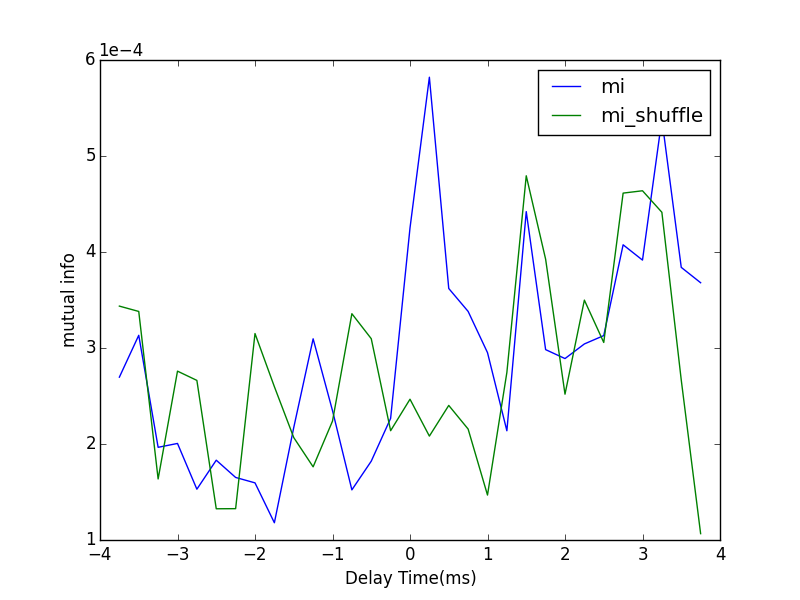 1e−4
6
5
4
3
2
1
mutual info
mi
mi_shuffle
−4 −3 −2 −1 0 1 2 3 4
Delay Time(ms)